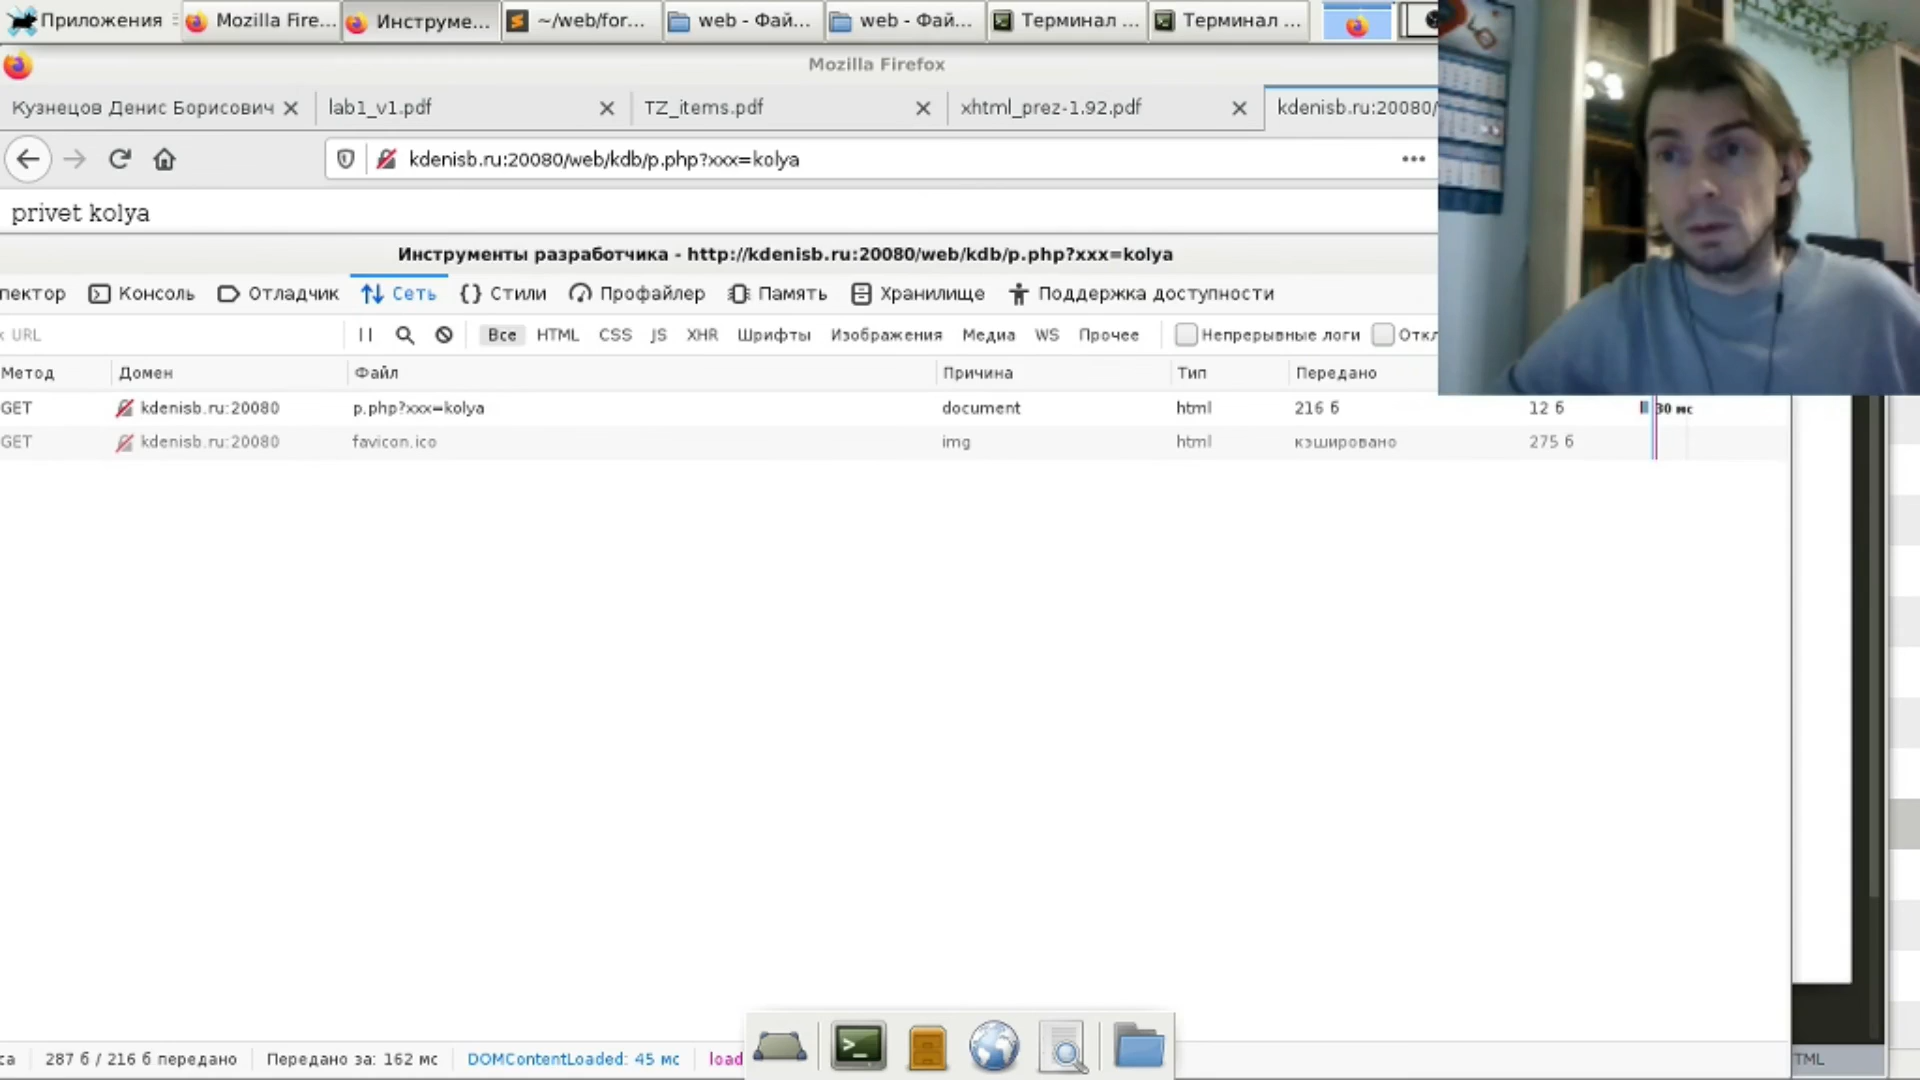 Приложения
Mozilla Fire...
Инструме...
~/web/for...
web - Фай...
web - Фай...
Терминал ...
Терминал ...
Mozilla Firefox
Кузнецов Денис Борисович
lab1_v1.pdf
TZ_items.pdf
xhtml_prez-1.92.pdf
kdenisb.ru:20080/
kdenisb.ru:20080/web/kdb/p.php?xxx=kolya
privet kolya
Инструменты разработчика - http://kdenisb.ru:20080/web/kdb/p.php?xxx=kolya
пектор Консоль Отладчик Сеть Стили Профайлер Память Хранилище Поддержка доступности
URL Все HTML CSS JS XHR Шрифты Изображения Медиа WS Прочее Непрерывные логи Откл
Метод Домен Файл Причина Тип Передано
GET kdenisb.ru:20080 p.php?xxx=kolya document html 216 б 12 б 30 мс
GET kdenisb.ru:20080 favicon.ico img html кэшировано 275 б
са 287 б / 216 б передано Передано за: 162 мс DOMContentLoaded: 45 мс load
TML